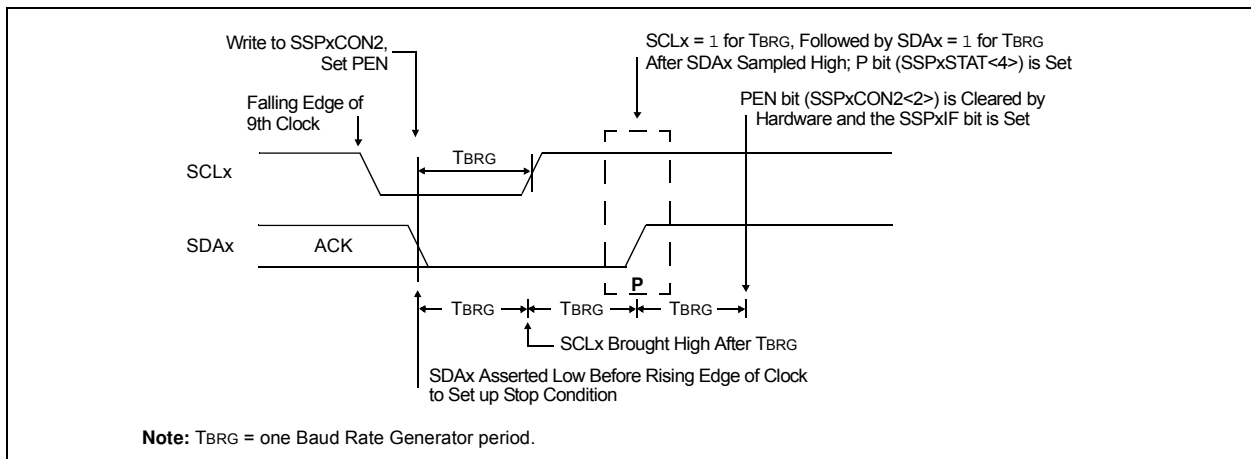 Write to SSPxCON2,
Set PEN
SCLx = 1 for TBRG, Followed by SDAx = 1 for TBRG
After SDAx Sampled High; P bit (SSPxSTAT<4>) is Set
Falling Edge of
9th Clock
PEN bit (SSPxCON2<2>) is Cleared by
Hardware and the SSPxIF bit is Set
TBRG
SCLx
SDAx
ACK
P
TBRG
TBRG
TBRG
SCLx Brought High After TBRG
SDAx Asserted Low Before Rising Edge of Clock
to Set up Stop Condition
Note: TBRG = one Baud Rate Generator period.